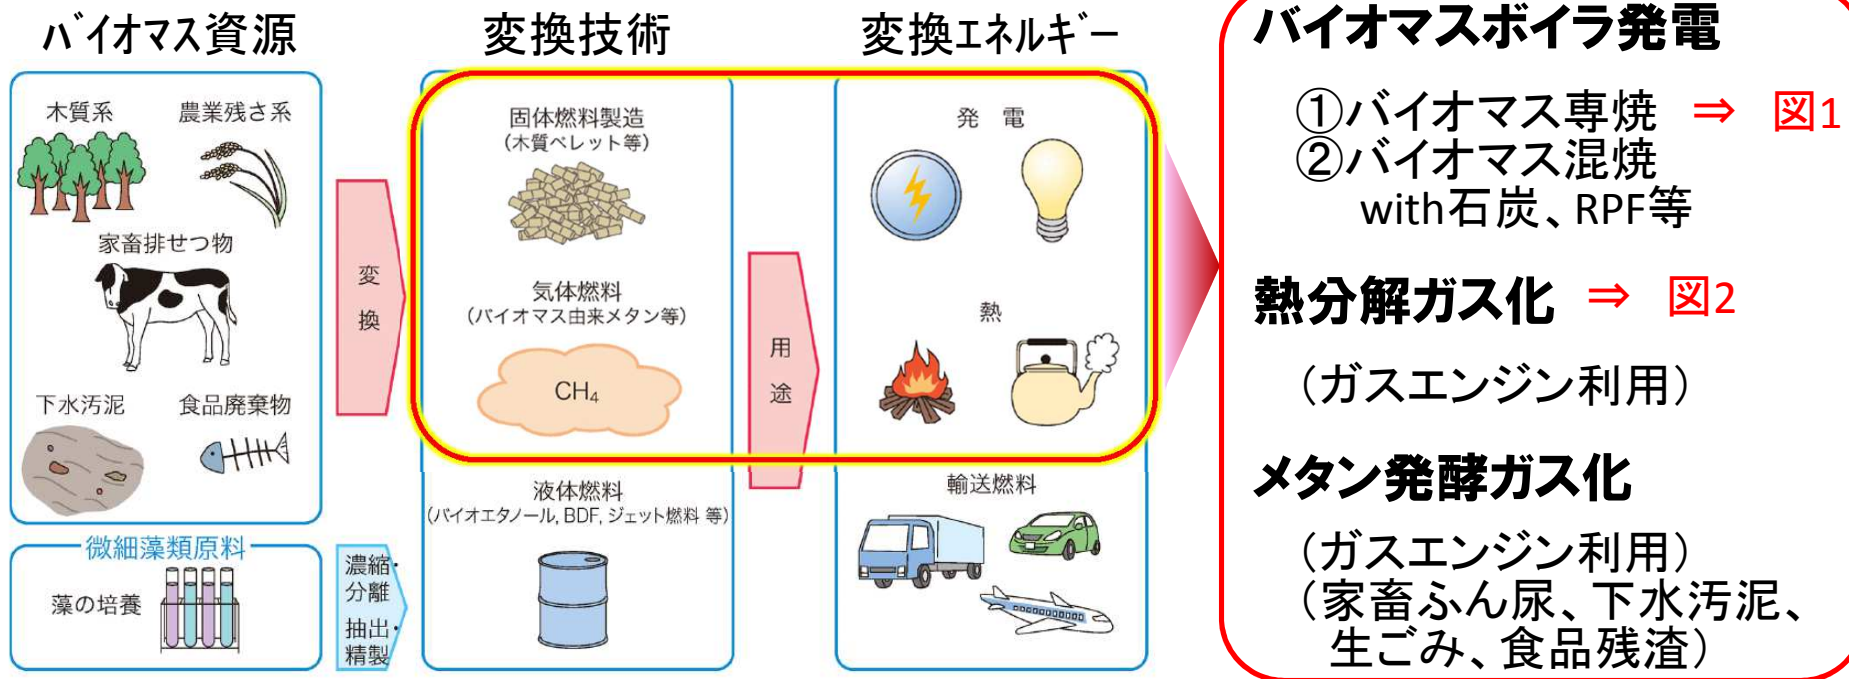 バイオマス資源
木質系
農業残さ系
家畜排せつ物
下水汚泥
食品廃棄物
微細藻類原料
藻の培養
変換
濃縮・
分離
抽出・
精製
変換技術
固体燃料製造
(木質ペレット等)
気体燃料
(バイオマス由来メタン等)
CH₄
液体燃料
(バイオエタノール, BDF, ジェット燃料 等)
用途
変換エネルギー
発 電
熱
輸送燃料
バイオマスボイラ発電
①バイオマス専焼 ⇒ 図1
②バイオマス混焼
with石炭、RPF等
熱分解ガス化 ⇒ 図2
（ガスエンジン利用）
メタン発酵ガス化
（ガスエンジン利用）
（家畜ふん尿、下水汚泥、
生ごみ、食品残渣）